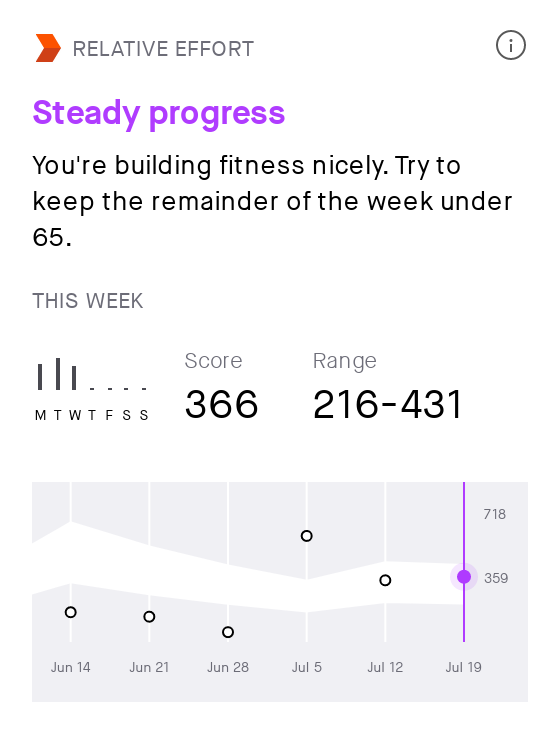 RELATIVE EFFORT
Steady progress
You're building fitness nicely. Try to
keep the remainder of the week under
65.
THIS WEEK
Score
Range
366
216-431
M T W T F S S
718
359
Jun 14 Jun 21 Jun 28 Jul 5 Jul 12 Jul 19